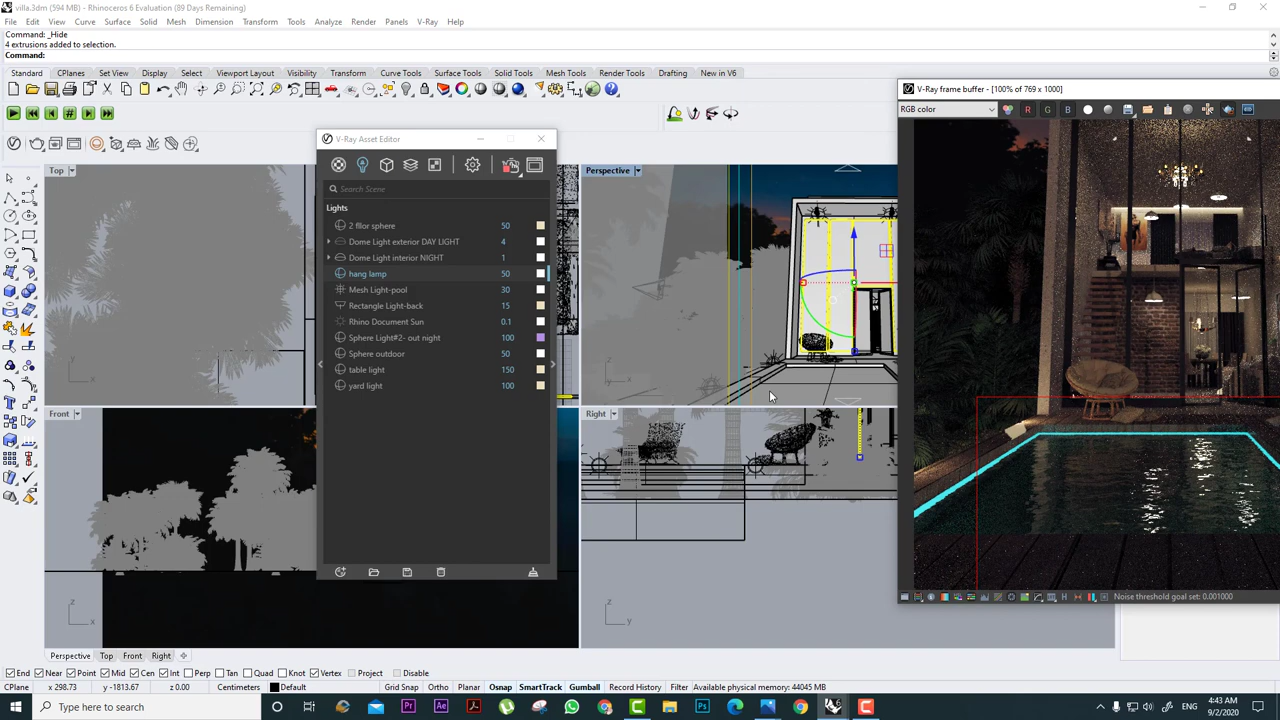 villa.3dm (594 MB) - Rhinoceros 6 Evaluation (89 Days Remaining)
File Edit View Curve Surface Solid Mesh Dimension Transform Tools Analyze Render Panels V-Ray Help
Command: _Hide
4 extrusions added to selection.
Command:
Standard CPlanes Set View Display Select Viewport Layout Visibility Transform Curve Tools Surface Tools Solid Tools Mesh Tools Render Tools Drafting New in V6
V-Ray frame buffer - [100% of 769 x 1000]
RGB color R G B
V-Ray Asset Editor
Top
Perspective
Search Scene
Lights
2 fllor sphere 50
Dome Light exterior DAY LIGHT 4
Dome Light interior NIGHT 1
hang lamp 50
Mesh Light-pool 30
Rectangle Light-back 15
Rhino Document Sun 0.1
Sphere Light#2- out night 100
Sphere outdoor 50
table light 150
yard light 100
y x
Front
Right
z x
z y
Noise threshold goal set: 0.001000
Perspective Top Front Right
End Near Point Mid Cen Int Perp Tan Quad Knot Vertex Project Disable
CPlane x 298.73 y -1813.67 z 0.00 Centimeters Default Grid Snap Ortho Planar Osnap SmartTrack Gumball Record History Filter Available physical memory: 44045 MB
Type here to search
4:43 AM
9/2/2020